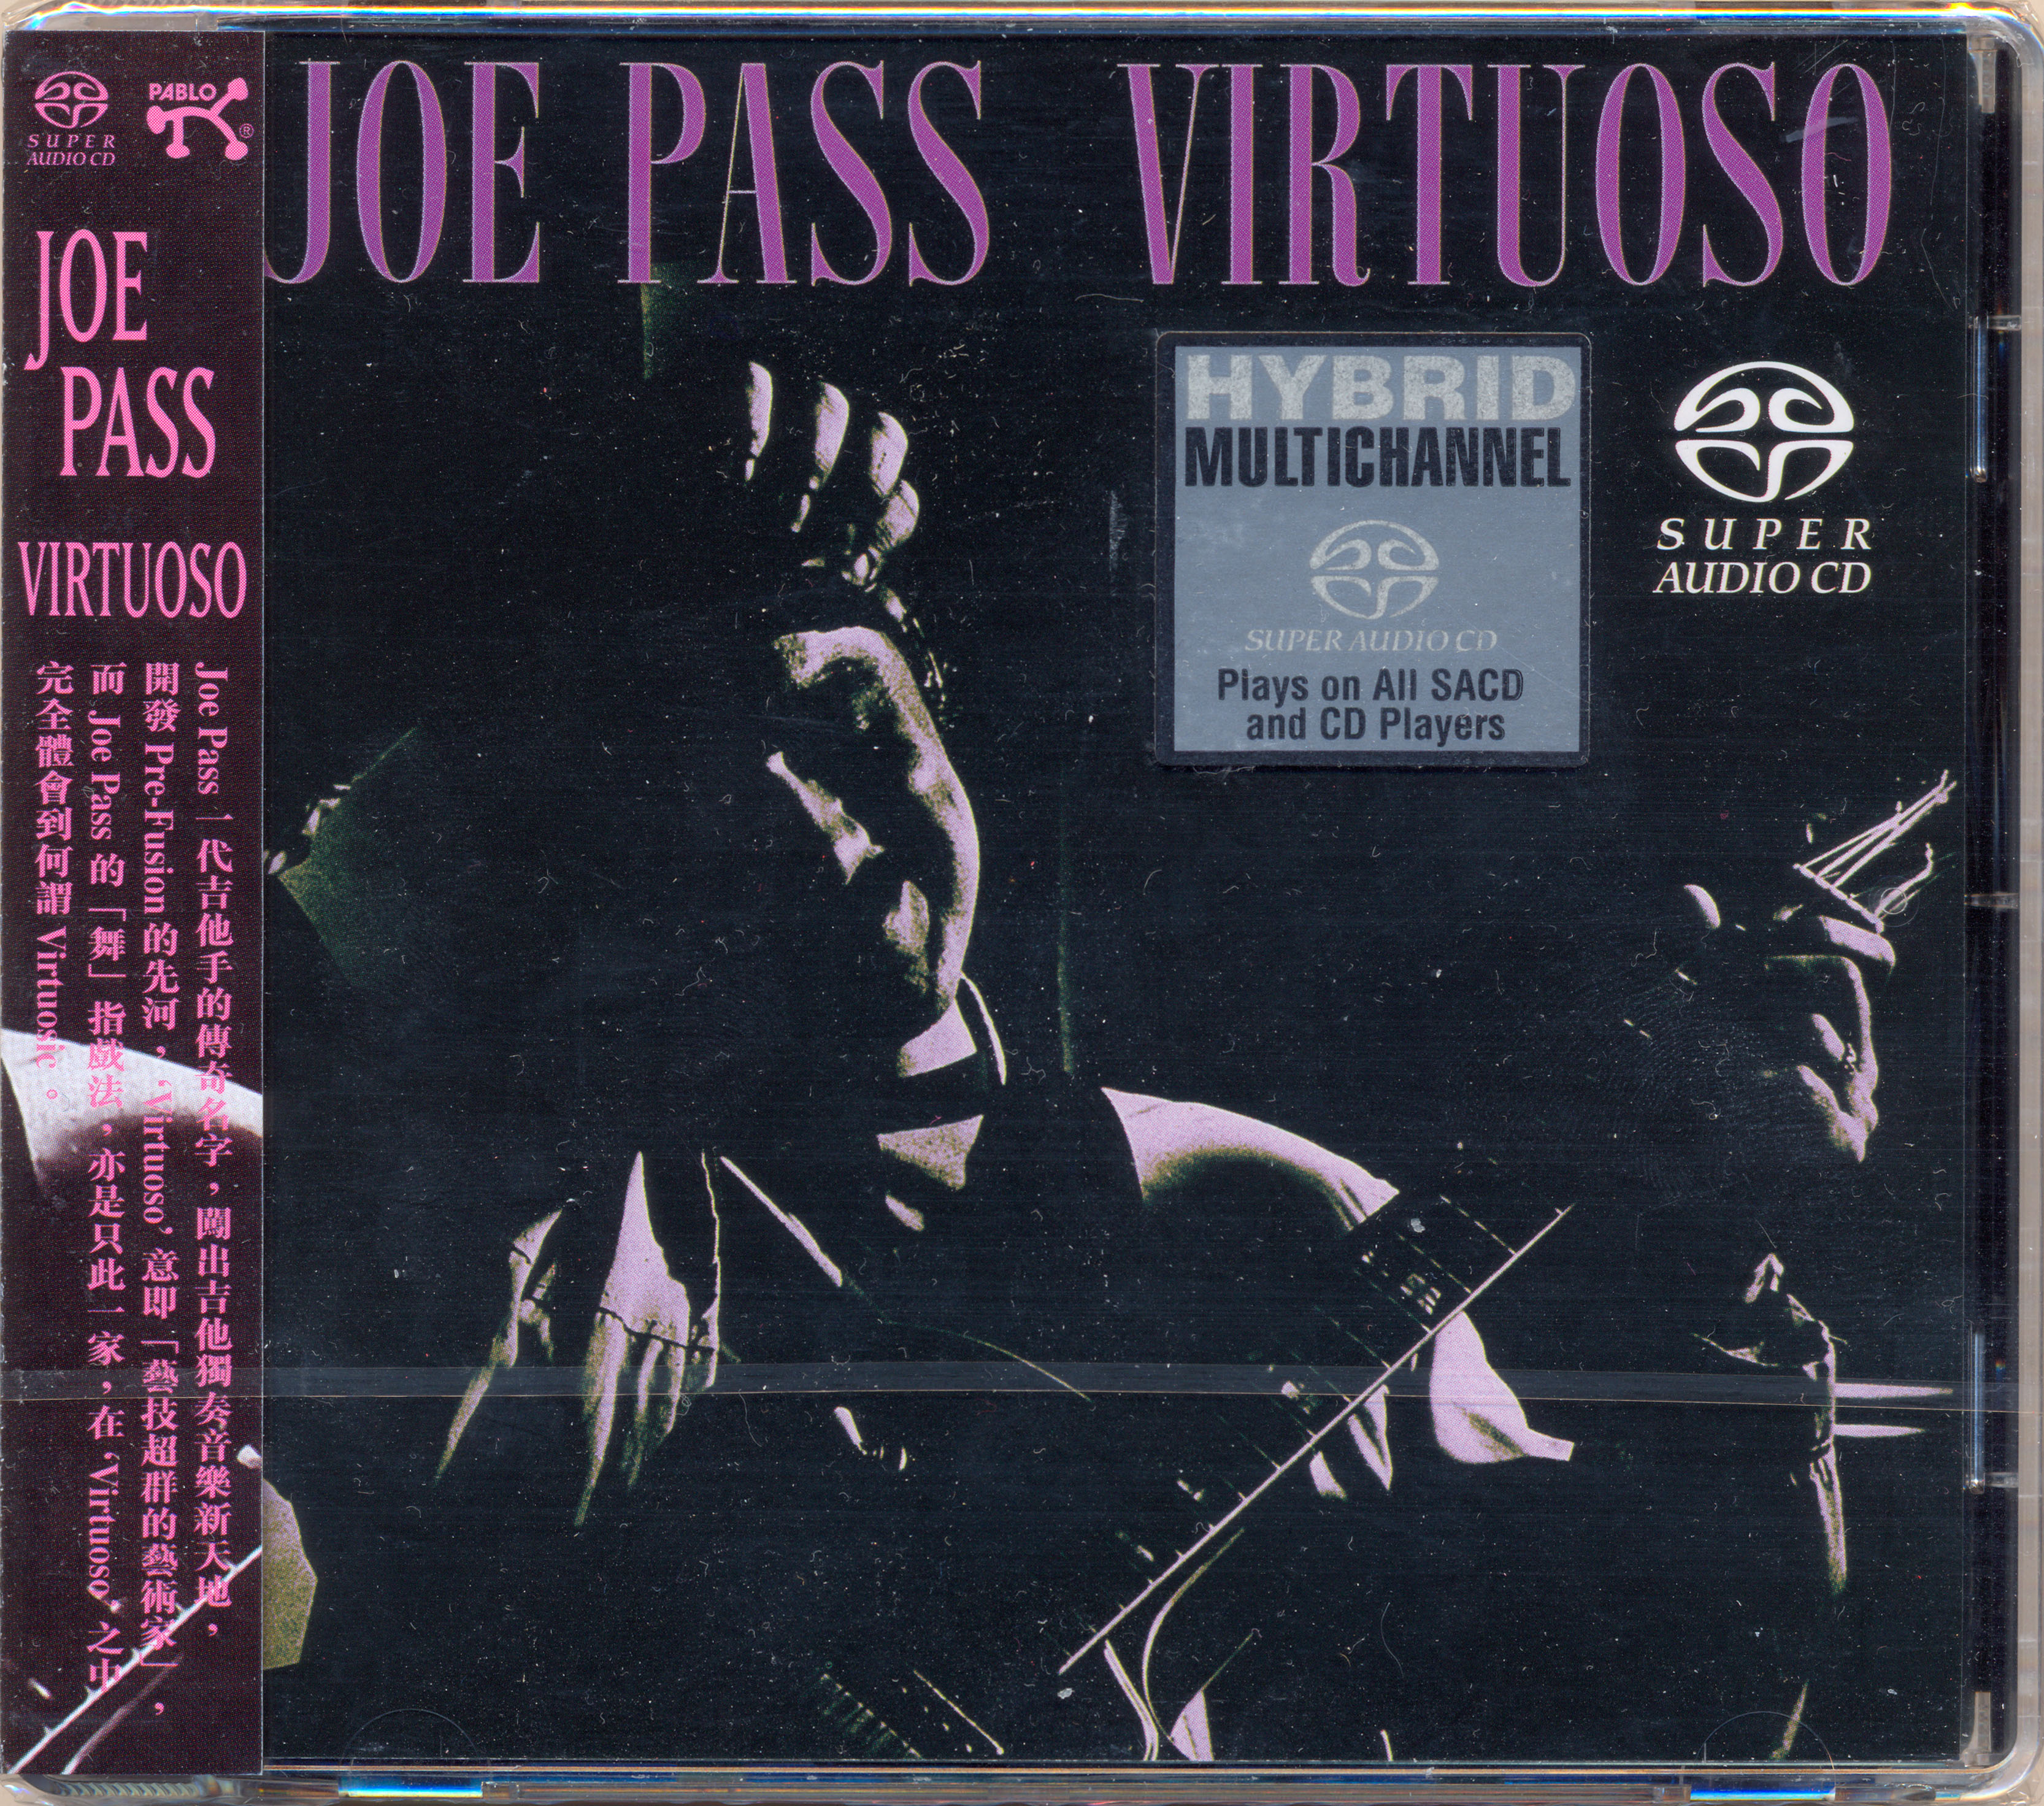 SUPER
AUDIO CD
PABLO
®
JOE
PASS
VIRTUOSO
Joe Pass 一代吉他手的傳奇名字，闖出吉他獨奏音樂新天地，
開發 Pre-Fusion 的先河，‘Virtuoso’ 意即「藝技超群的藝術家」，
而 Joe Pass 的「舞」指戲法，亦是只此一家，在 ‘Virtuoso’ 之中
完全體會到何謂 Virtuosic。
JOE PASS VIRTUOSO
HYBRID
MULTICHANNEL
SUPER AUDIO CD
Plays on All SACD
and CD Players
SUPER
AUDIO CD